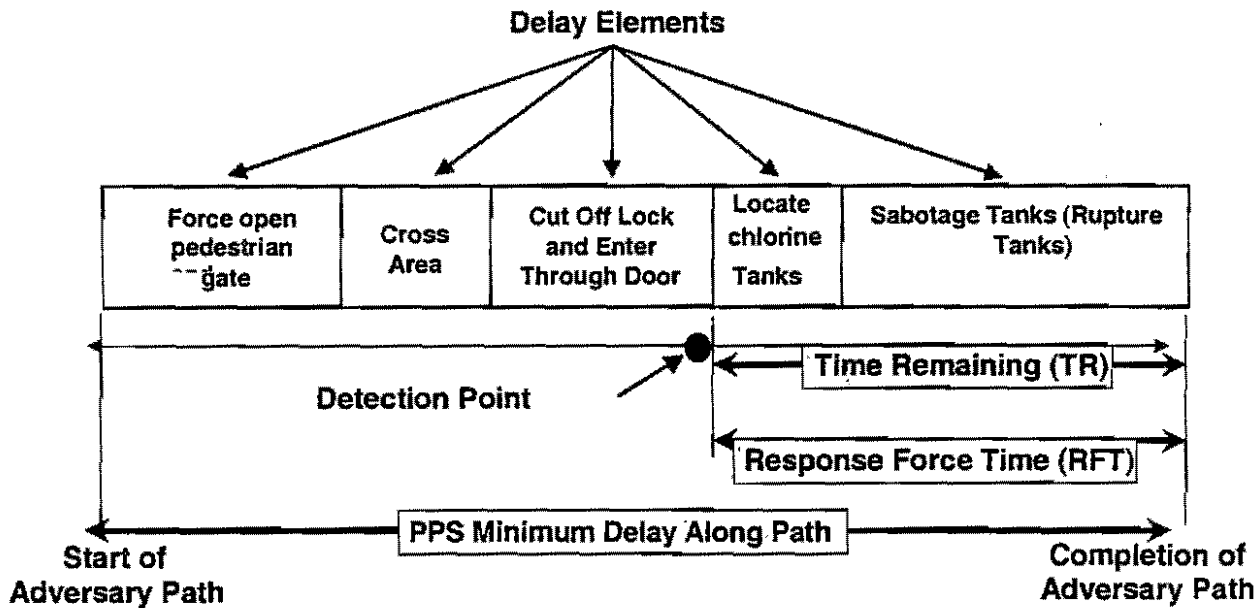 Delay Elements
Force open
pedestrian
gate
Cross
Area
Cut Off Lock
and Enter
Through Door
Locate
chlorine
Tanks
Sabotage Tanks (Rupture
Tanks)
Detection Point
Time Remaining (TR)
Response Force Time (RFT)
PPS Minimum Delay Along Path
Start of
Adversary Path
Completion of
Adversary Path